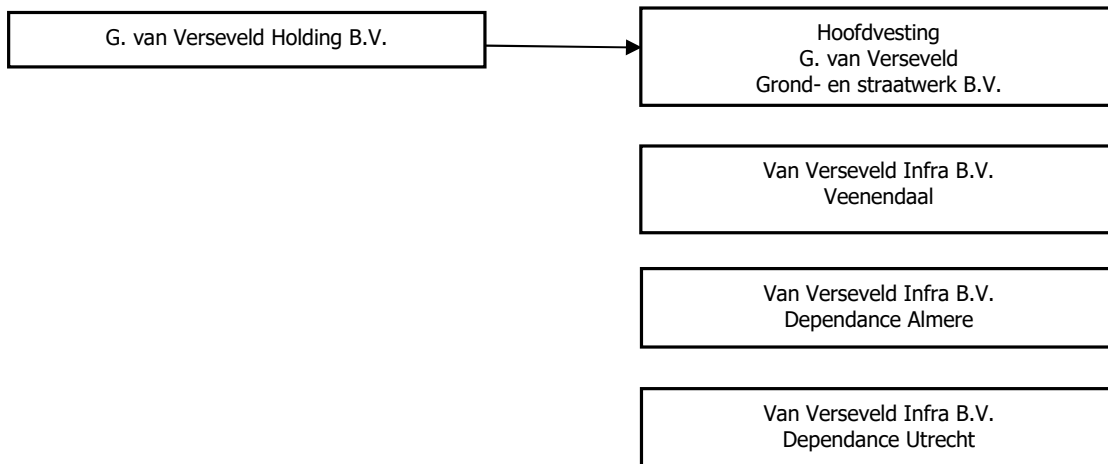 G. van Verseveld Holding B.V.
Hoofdvesting
G. van Verseveld
Grond- en straatwerk B.V.
Van Verseveld Infra B.V.
Veenendaal
Van Verseveld Infra B.V.
Dependance Almere
Van Verseveld Infra B.V.
Dependance Utrecht